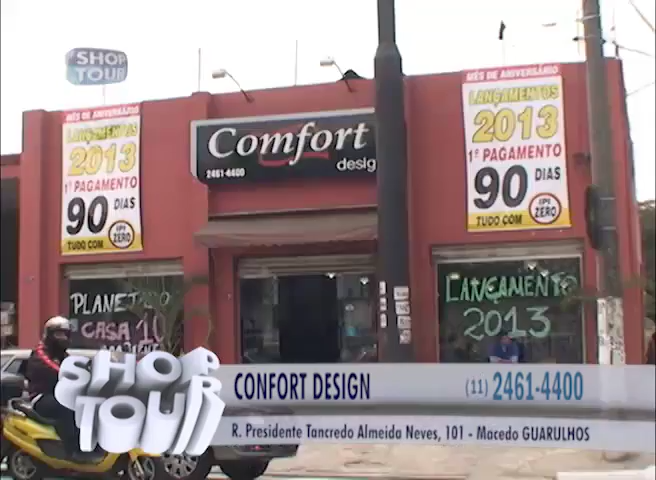 SHOP
TOUR
MÊS DE ANIVERSÁRIO
LANÇAMENTOS
2013
1º PAGAMENTO
90 DIAS
TUDO COM IPI ZERO
Comfort
design
2461-4400
MÊS DE ANIVERSÁRIO
LANÇAMENTOS
2013
1º PAGAMENTO
90 DIAS
TUDO COM IPI ZERO
CASA
LANÇAMENTO
2013
SHOP
TOUR
CONFORT DESIGN (11) 2461-4400
R. Presidente Tancredo Almeida Neves, 101 - Macedo GUARULHOS